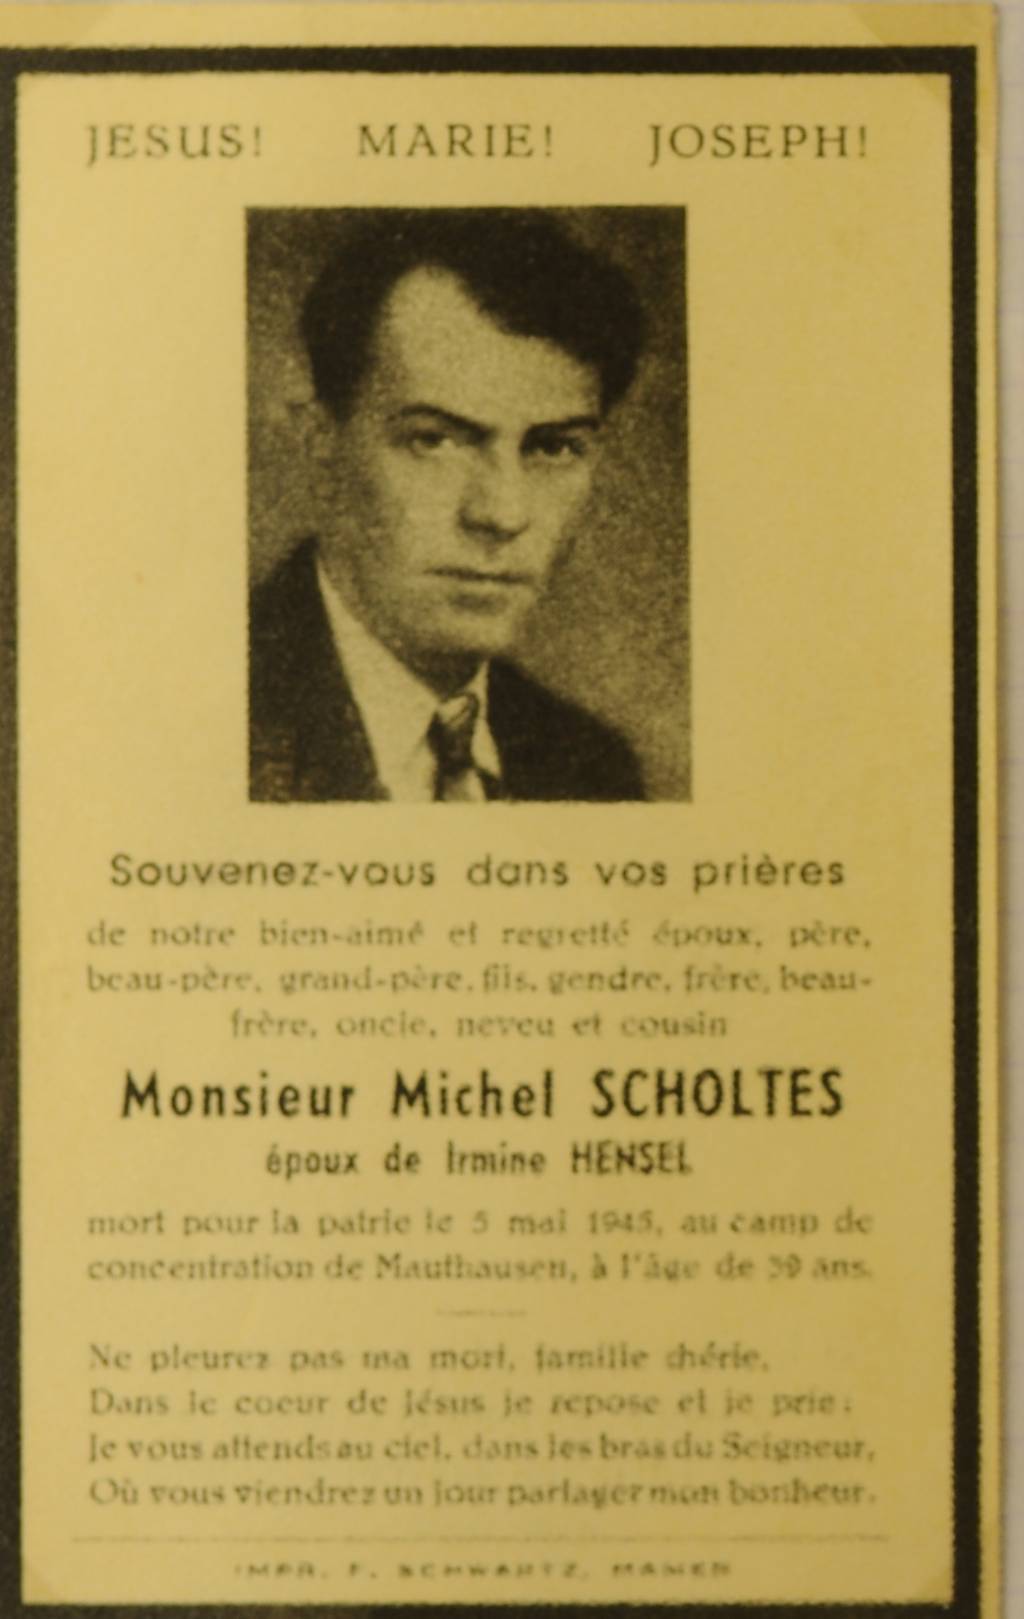 JESUS! MARIE! JOSEPH!
Souvenez-vous dans vos prières
de notre bien-aimé et regretté époux, père,
beau-père, grand-père, fils, gendre, frère, beau-
frère, oncle, neveu et cousin
Monsieur Michel SCHOLTES
époux de Irmine HENSEL
mort pour la patrie le 5 mai 1945, au camp de
concentration de Mauthausen, à l'âge de 39 ans.
Ne pleurez pas ma mort, famille chérie,
Dans le coeur de Jésus je repose et je prie;
Je vous attends au ciel, dans les bras du Seigneur,
Où vous viendrez un jour partager mon bonheur.
IMPR. F. SCHWARTZ, MAMER